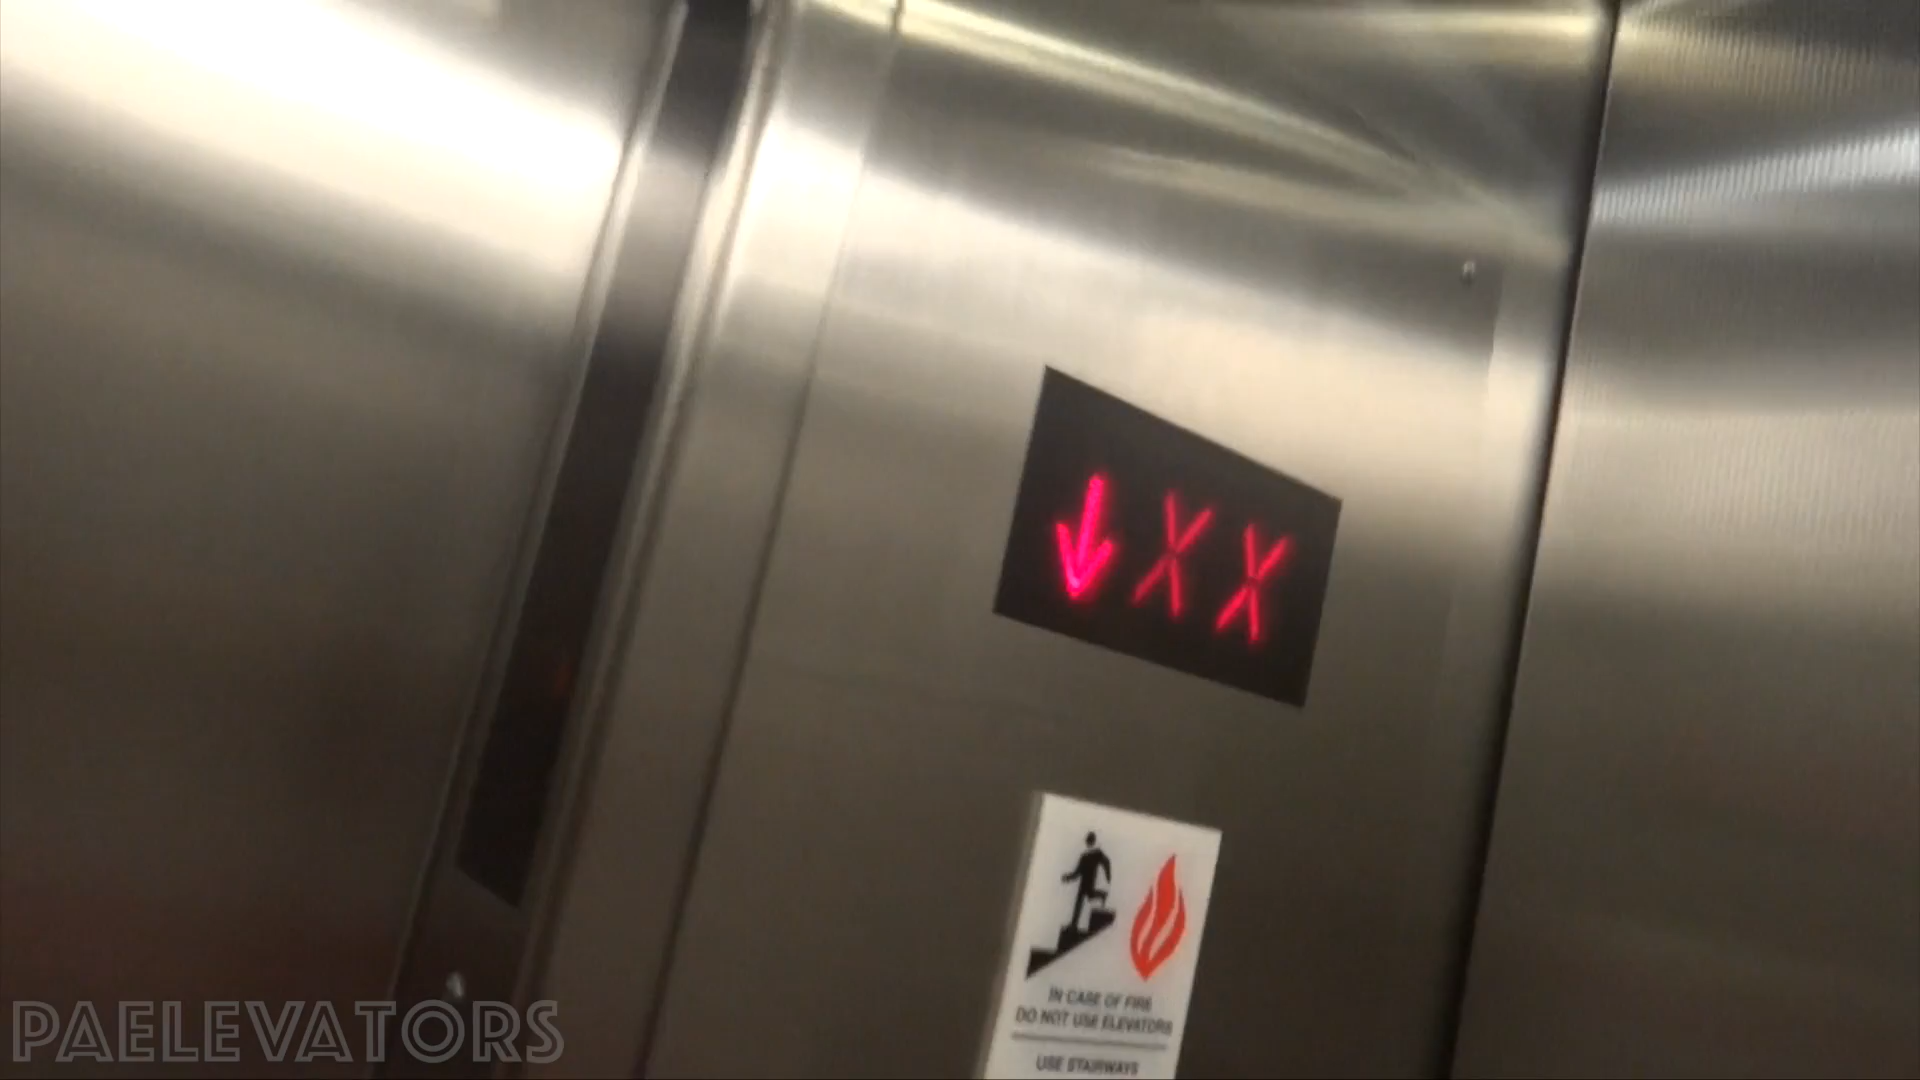 ↓XX
IN CASE OF FIRE
DO NOT USE ELEVATORS
USE STAIRWAYS
PAELEVATORS